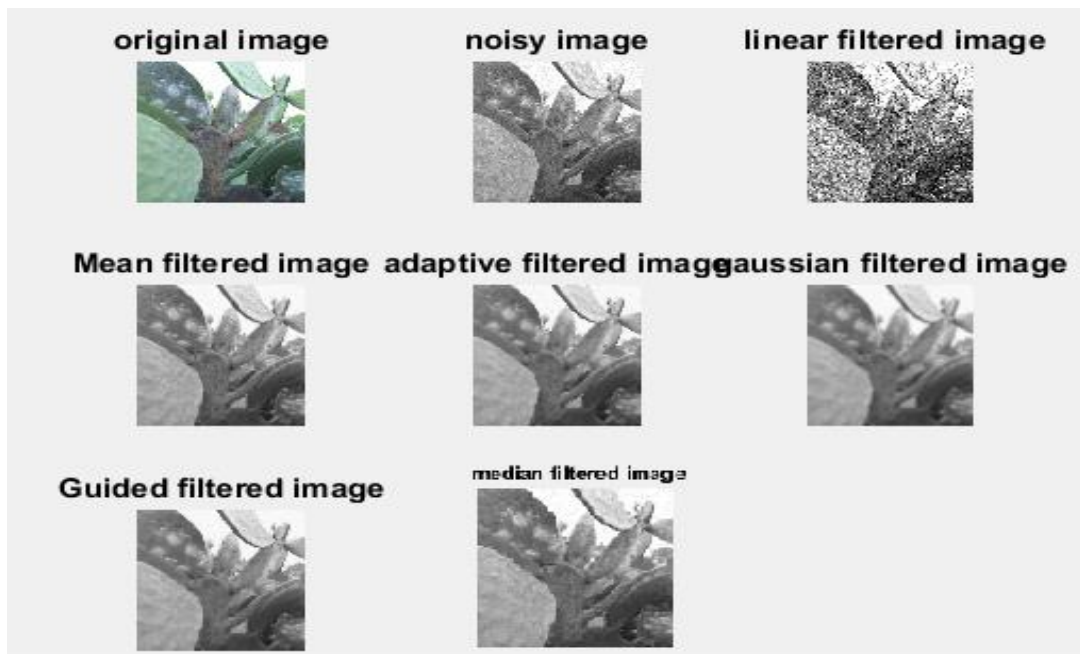 original image
noisy image
linear filtered image
Mean filtered image
adaptive filtered image
gaussian filtered image
Guided filtered image
median filtered image